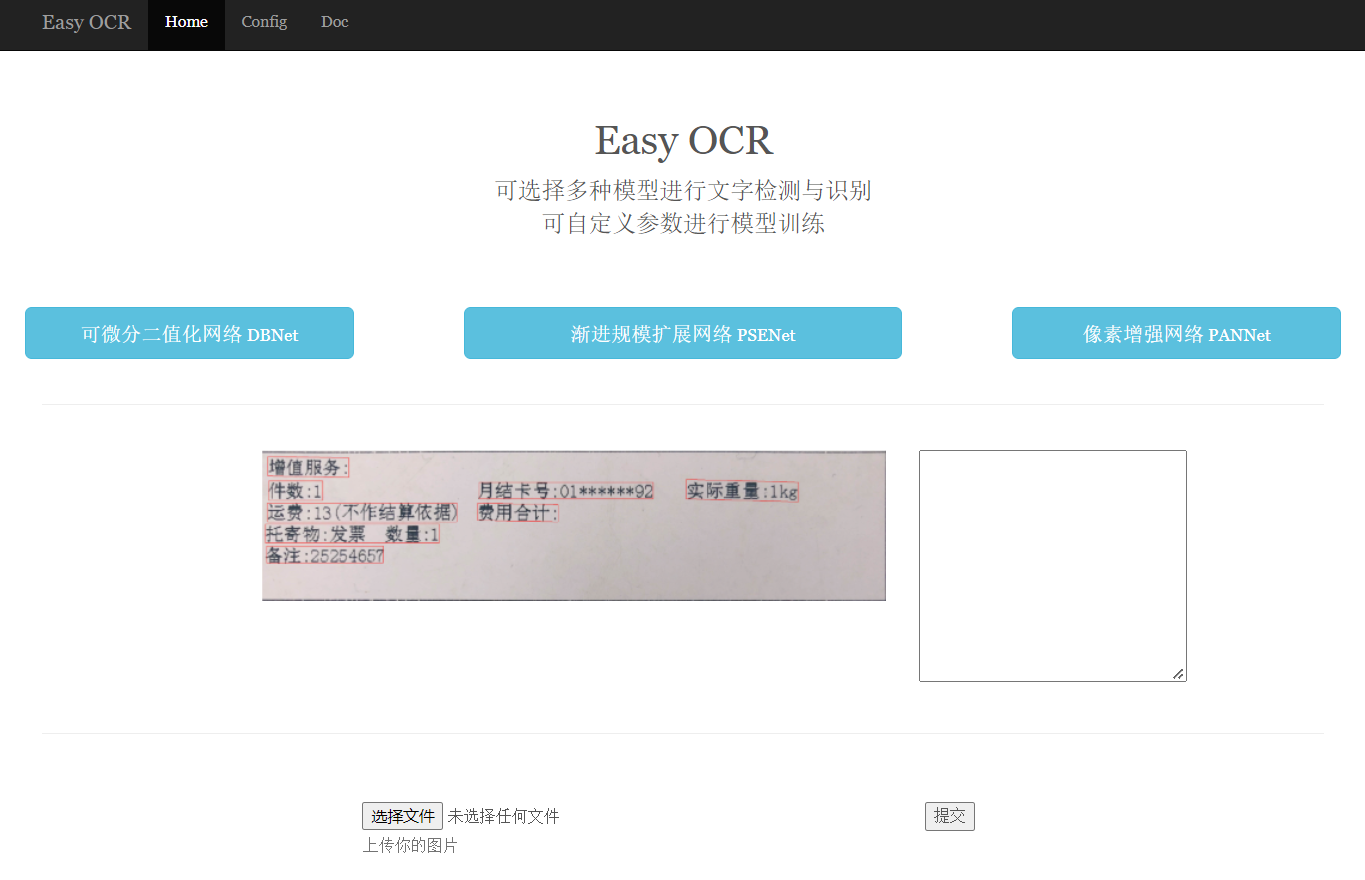 Easy OCR Home Config Doc
Easy OCR
可选择多种模型进行文字检测与识别
可自定义参数进行模型训练
可微分二值化网络 DBNet 渐进规模扩展网络 PSENet 像素增强网络 PANNet
增值服务:
件数:1 月结卡号:01******92 实际重量:1kg
运费:13(不作结算依据) 费用合计:
托寄物:发票 数量:1
备注:25254657
选择文件 未选择任何文件 提交
上传你的图片